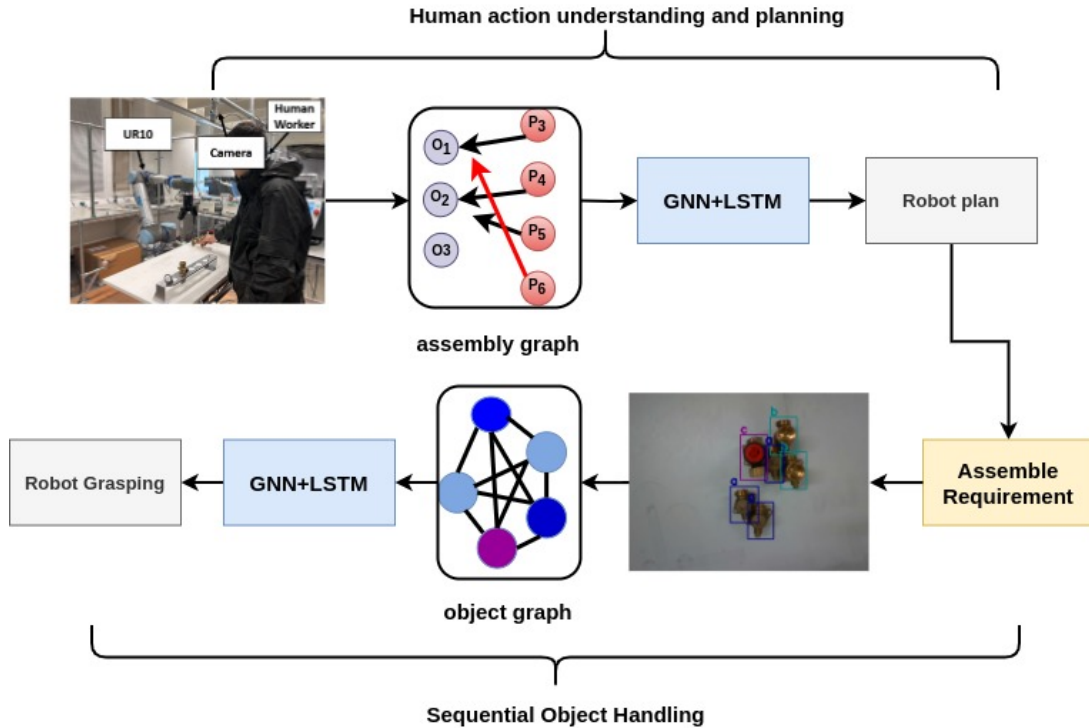 Human action understanding and planning
UR10
Camera
Human
Worker
O1
O2
O3
P3
P4
P5
P6
GNN+LSTM
Robot plan
assembly graph
Robot Grasping
GNN+LSTM
b
c
Assemble
Requirement
object graph
Sequential Object Handling